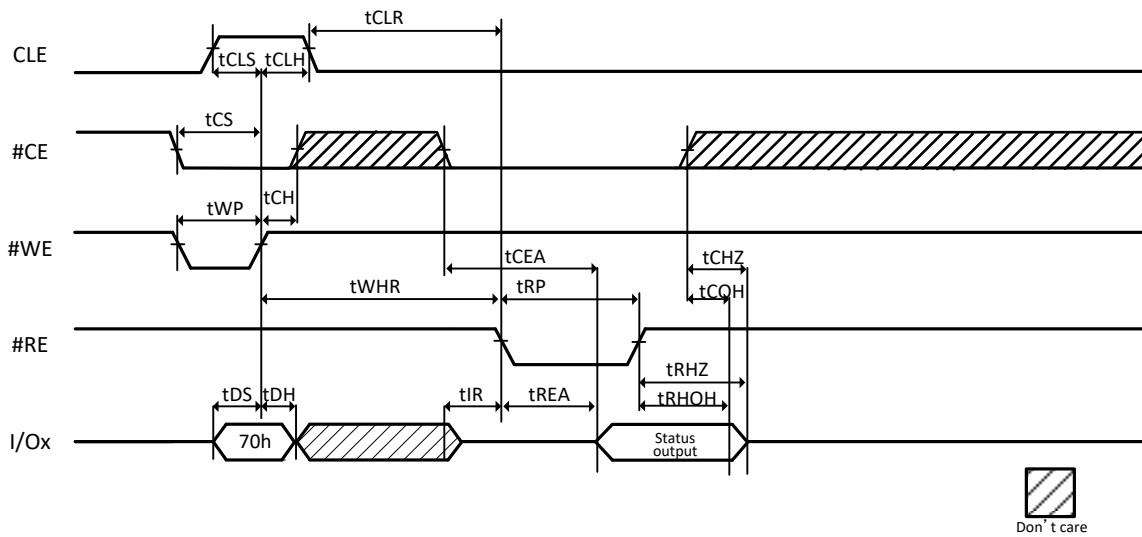 tCLR
CLE
tCLS tCLH
tCS
#CE
tCH
tWP
#WE
tCEA
tCHZ
tWHR
tRP
tCOH
#RE
tRHZ
tDS tDH
tIR
tREA
tRHOH
I/Ox
70h
Status
output
Don't care